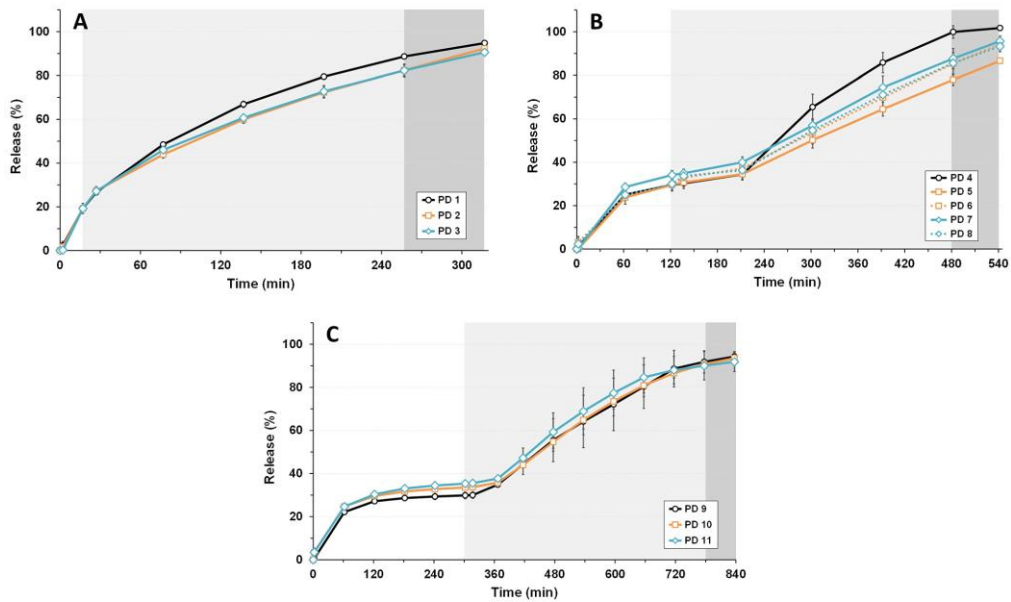 A
100
80
60
40
20
0
Release (%)
0 60 120 180 240 300
Time (min)
PD 1
PD 2
PD 3
B
100
80
60
40
20
0
Release (%)
0 60 120 180 240 300 360 420 480 540
Time (min)
PD 4
PD 5
PD 6
PD 7
PD 8
C
100
80
60
40
20
0
Release (%)
0 120 240 360 480 600 720 840
Time (min)
PD 9
PD 10
PD 11